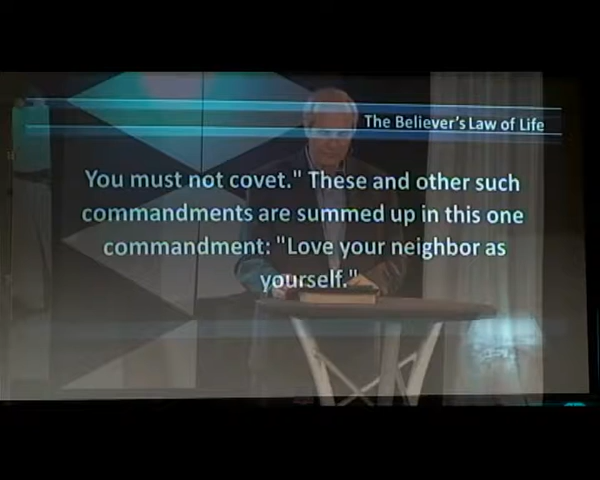 The Believer's Law of Life
You must not covet." These and other such
commandments are summed up in this one
commandment: "Love your neighbor as
yourself."